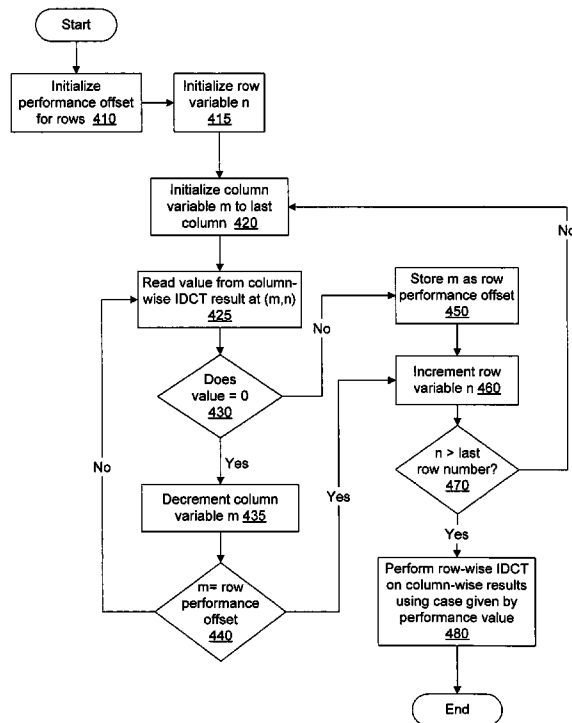 Start
Initialize
performance offset
for rows 410
Initialize row
variable n
415
Initialize column
variable m to last
column 420
No
Read value from column-
wise IDCT result at (m,n)
425
Store m as row
performance offset
450
No
Does
value = 0
430
Increment row
variable n 460
No
Yes
Yes
n > last
row number?
470
Decrement column
variable m 435
Yes
m= row
performance
offset
440
Perform row-wise IDCT
on column-wise results
using case given by
performance value
480
End